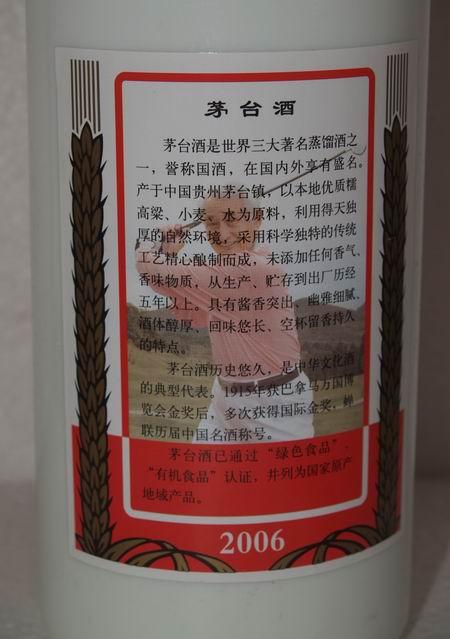 茅台酒
茅台酒是世界三大著名蒸馏酒之
一，誉称国酒，在国内外享有盛名。
产于中国贵州茅台镇，以本地优质糯
高粱、小麦、水为原料，利用得天独
厚的自然环境，采用科学独特的传统
工艺精心酿制而成，未添加任何香气、
香味物质，从生产、贮存到出厂历经
五年以上。具有酱香突出、幽雅细腻、
酒体醇厚、回味悠长、空杯留香持久
的特点。
茅台酒历史悠久，是中华文化酒
的典型代表。1915年获巴拿马万国博
览会金奖后，多次获得国际金奖，蝉
联历届中国名酒称号。
茅台酒已通过“绿色食品”、
“有机食品”认证，并列为国家原产
地域产品。
2006